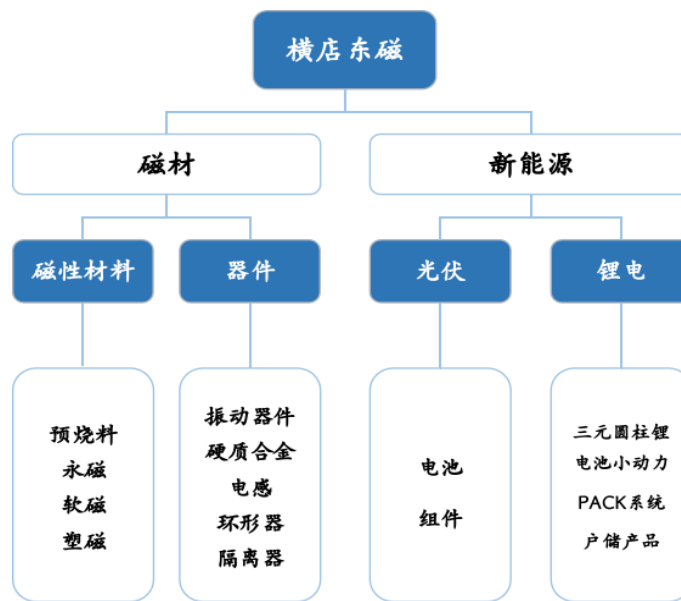 横店东磁
磁材
新能源
磁性材料
器件
光伏
锂电
预烧料
永磁
软磁
塑磁
振动器件
硬质合金
电感
环形器
隔离器
电池
组件
三元圆柱锂
电池小动力
PACK系统
户储产品